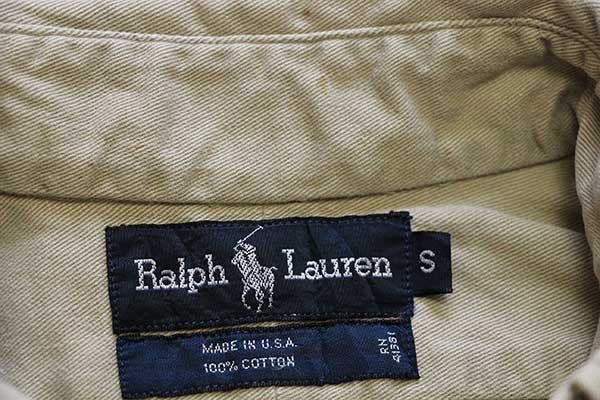 Ralph Lauren
S
MADE IN U.S.A.
100% COTTON
RN
41381